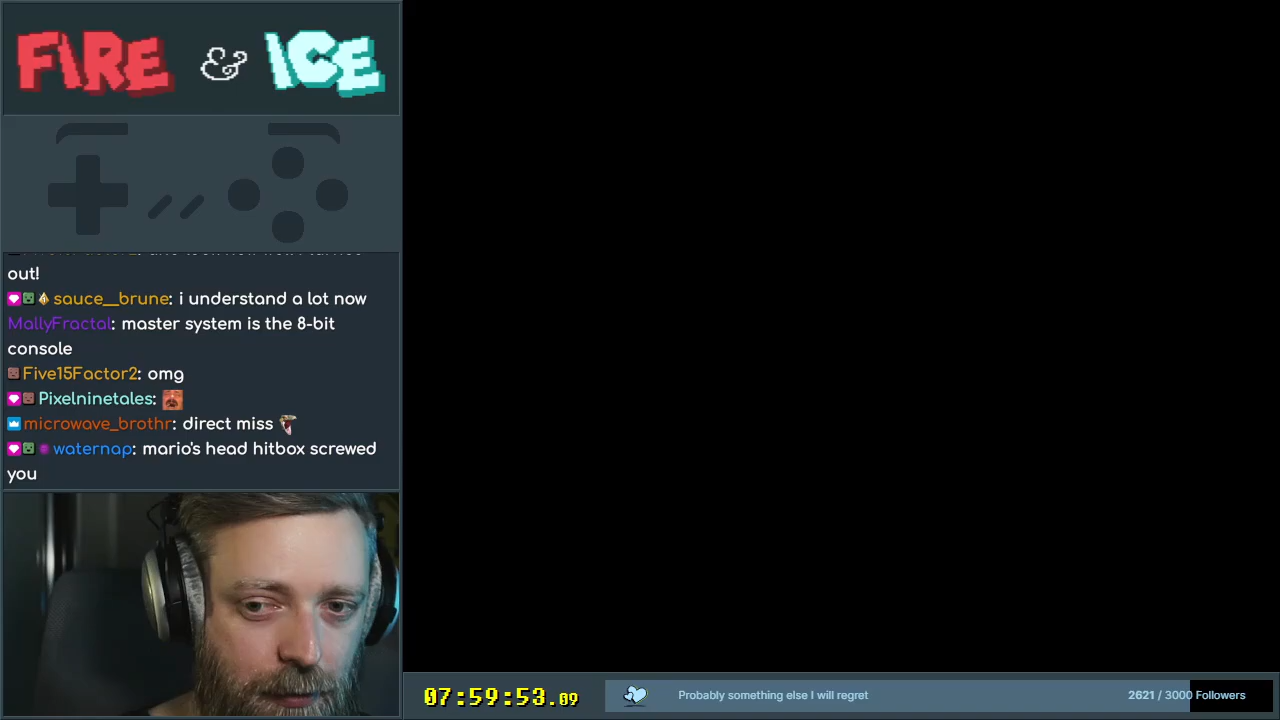 FIRE & ICE
out!
sauce__brune: i understand a lot now
MallyFractal: master system is the 8-bit
console
Five15Factor2: omg
Pixelninetales:
microwave_brothr: direct miss
waternap: mario's head hitbox screwed
you
07:59:53.09
Probably something else I will regret
2621 / 3000 Followers